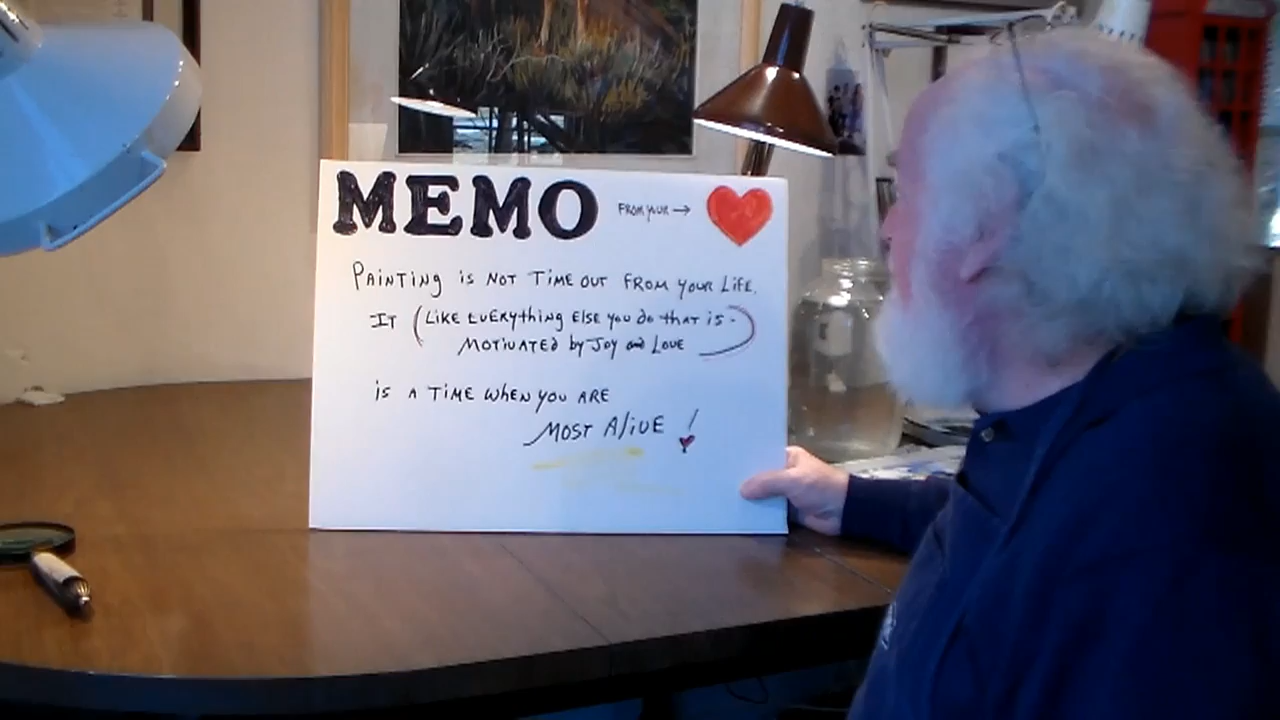 MEMO FROM YOUR →
PAINTING is NOT TiME OUT FROM YOUR LiFE.
IT (LiKE EVERYthiNg ELSE YOU do that is -
MOTIVATEd by JOY and LOVE)
is A TiME WHEN YOU ARE
MOST AliVE !